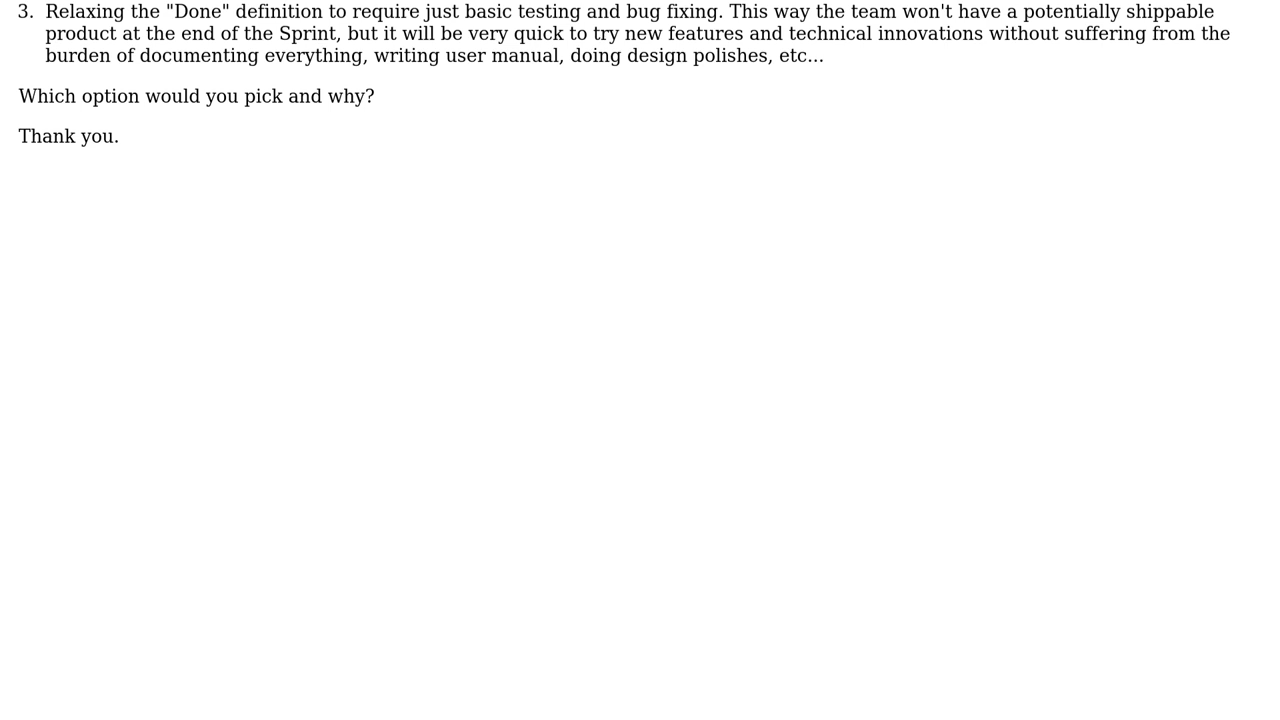 3. Relaxing the "Done" definition to require just basic testing and bug fixing. This way the team won't have a potentially shippable
product at the end of the Sprint, but it will be very quick to try new features and technical innovations without suffering from the
burden of documenting everything, writing user manual, doing design polishes, etc...
Which option would you pick and why?
Thank you.